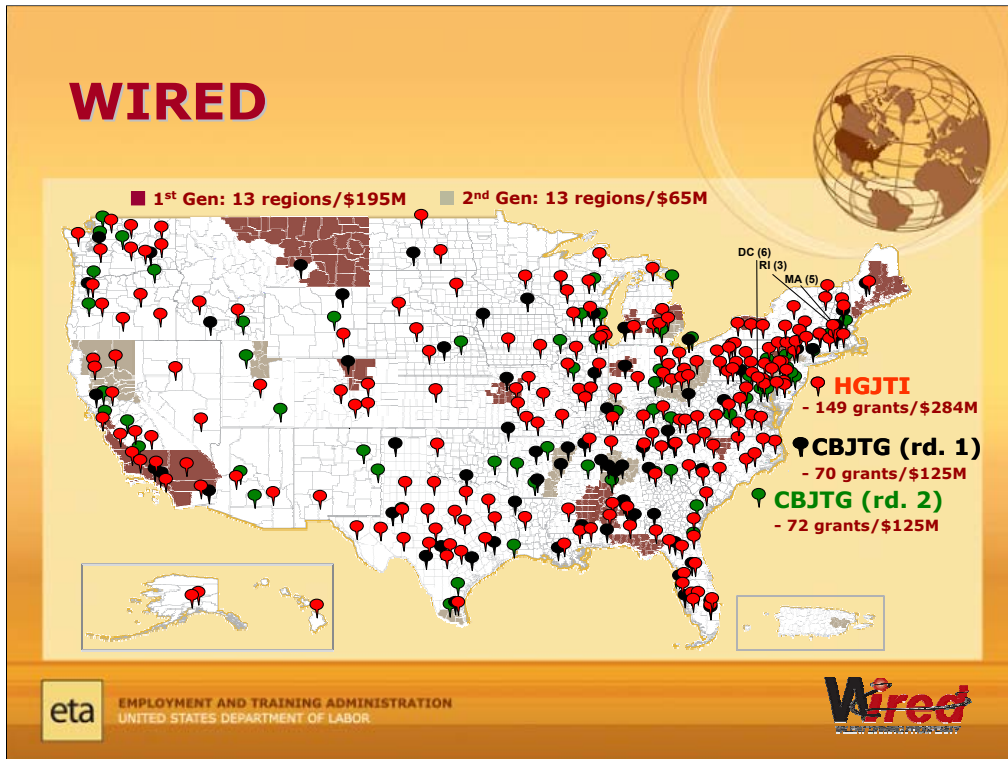 WIRED
1st Gen: 13 regions/$195M
2nd Gen: 13 regions/$65M
DC (6)
RI (3)
MA (5)
HGJTI
- 149 grants/$284M
CBJTG (rd. 1)
- 70 grants/$125M
CBJTG (rd. 2)
- 72 grants/$125M
eta
EMPLOYMENT AND TRAINING ADMINISTRATION
UNITED STATES DEPARTMENT OF LABOR
Wired